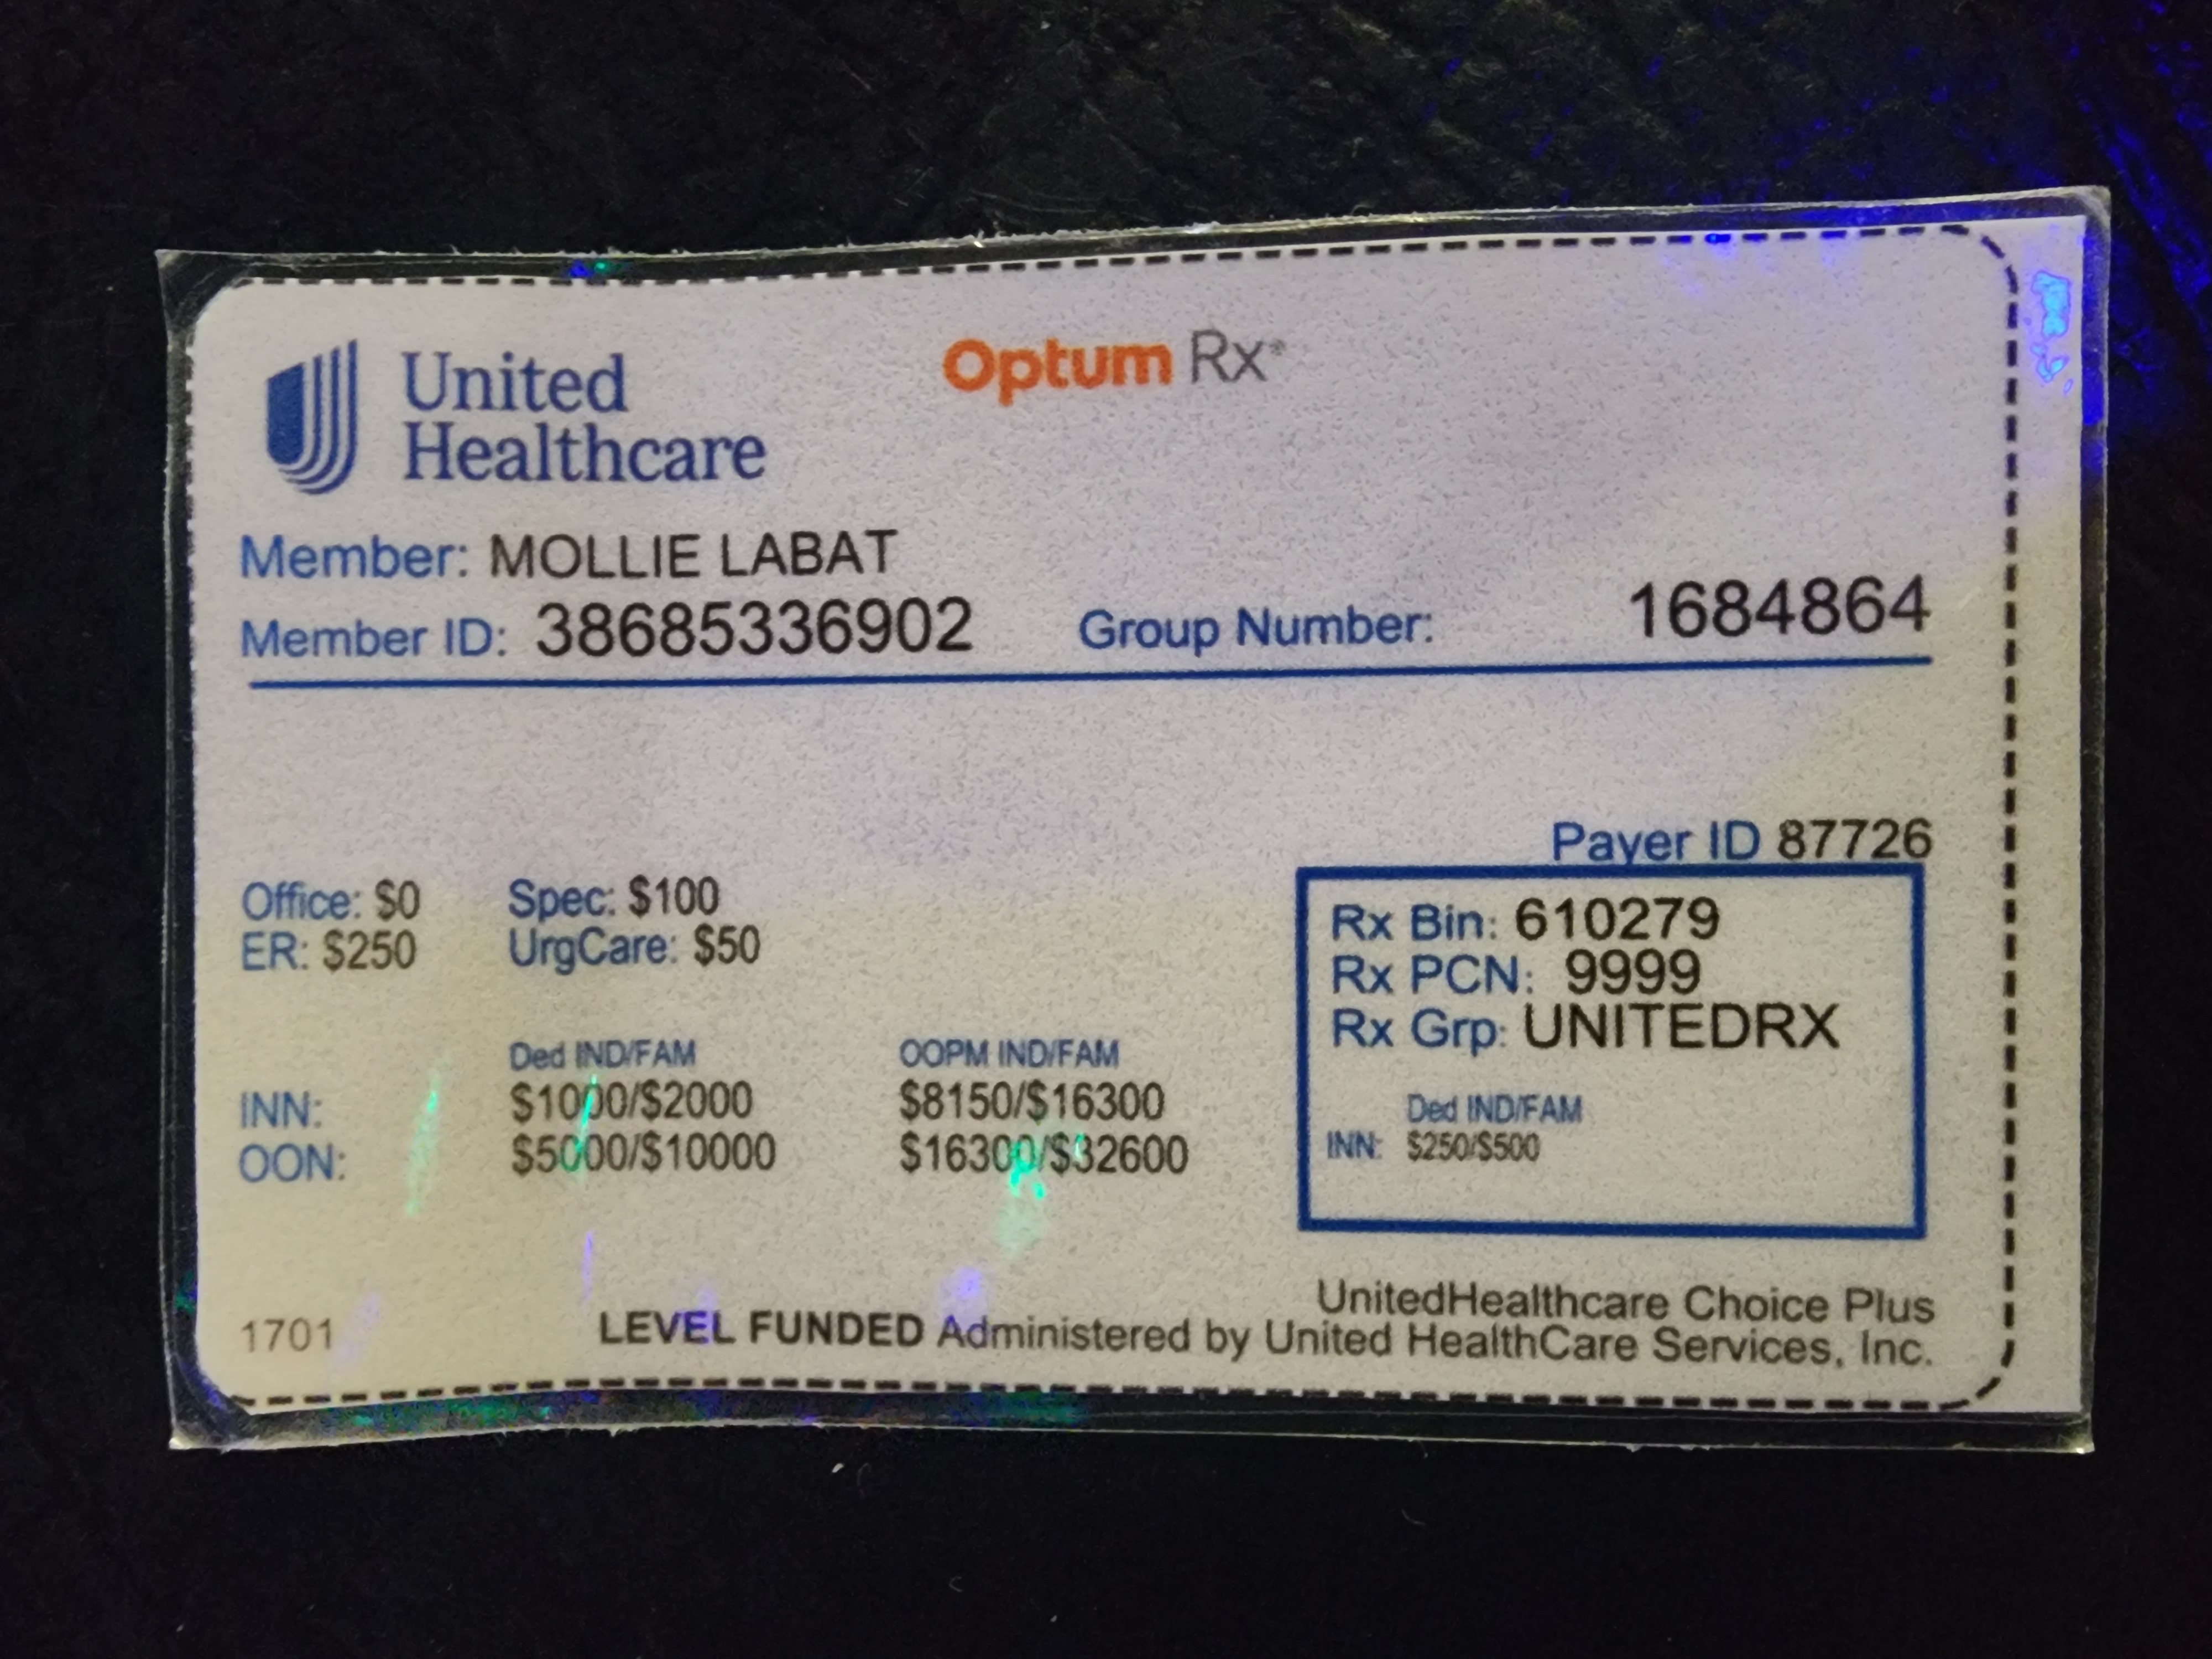 United
Healthcare
Optum Rx®
Member: MOLLIE LABAT
Member ID: 38685336902 Group Number: 16848​64
Payer ID 87726
Office: $0 Spec: $100
ER: $250 UrgCare: $50
Ded IND/FAM OOPM IND/FAM
INN: $1000/$2000 $8150/$16300
OON: $5000/$10000 $16300/$32600
Rx Bin: 610279
Rx PCN: 9999
Rx Grp: UNITEDRX
Ded IND/FAM
INN: $250/$500
UnitedHealthcare Choice Plus
1701 LEVEL FUNDED Administered by United HealthCare Services, Inc.